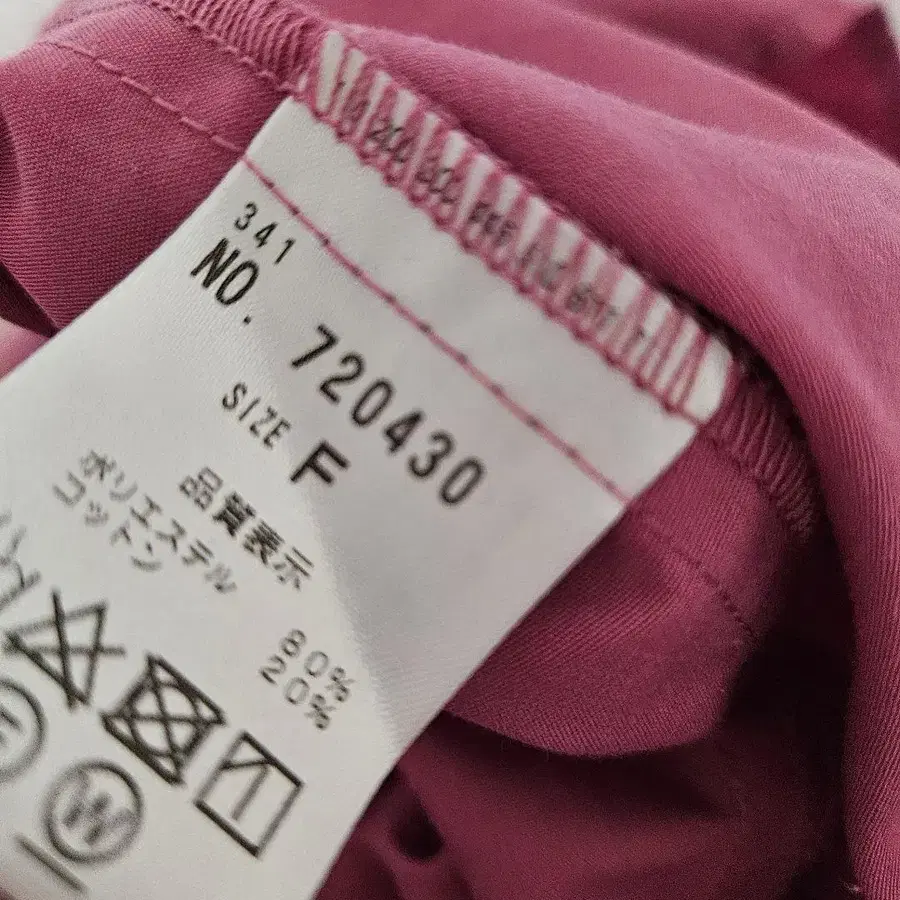 341
NO. 720430
SIZE F
品質表示
ポリエステル 80%
コットン 20%
W